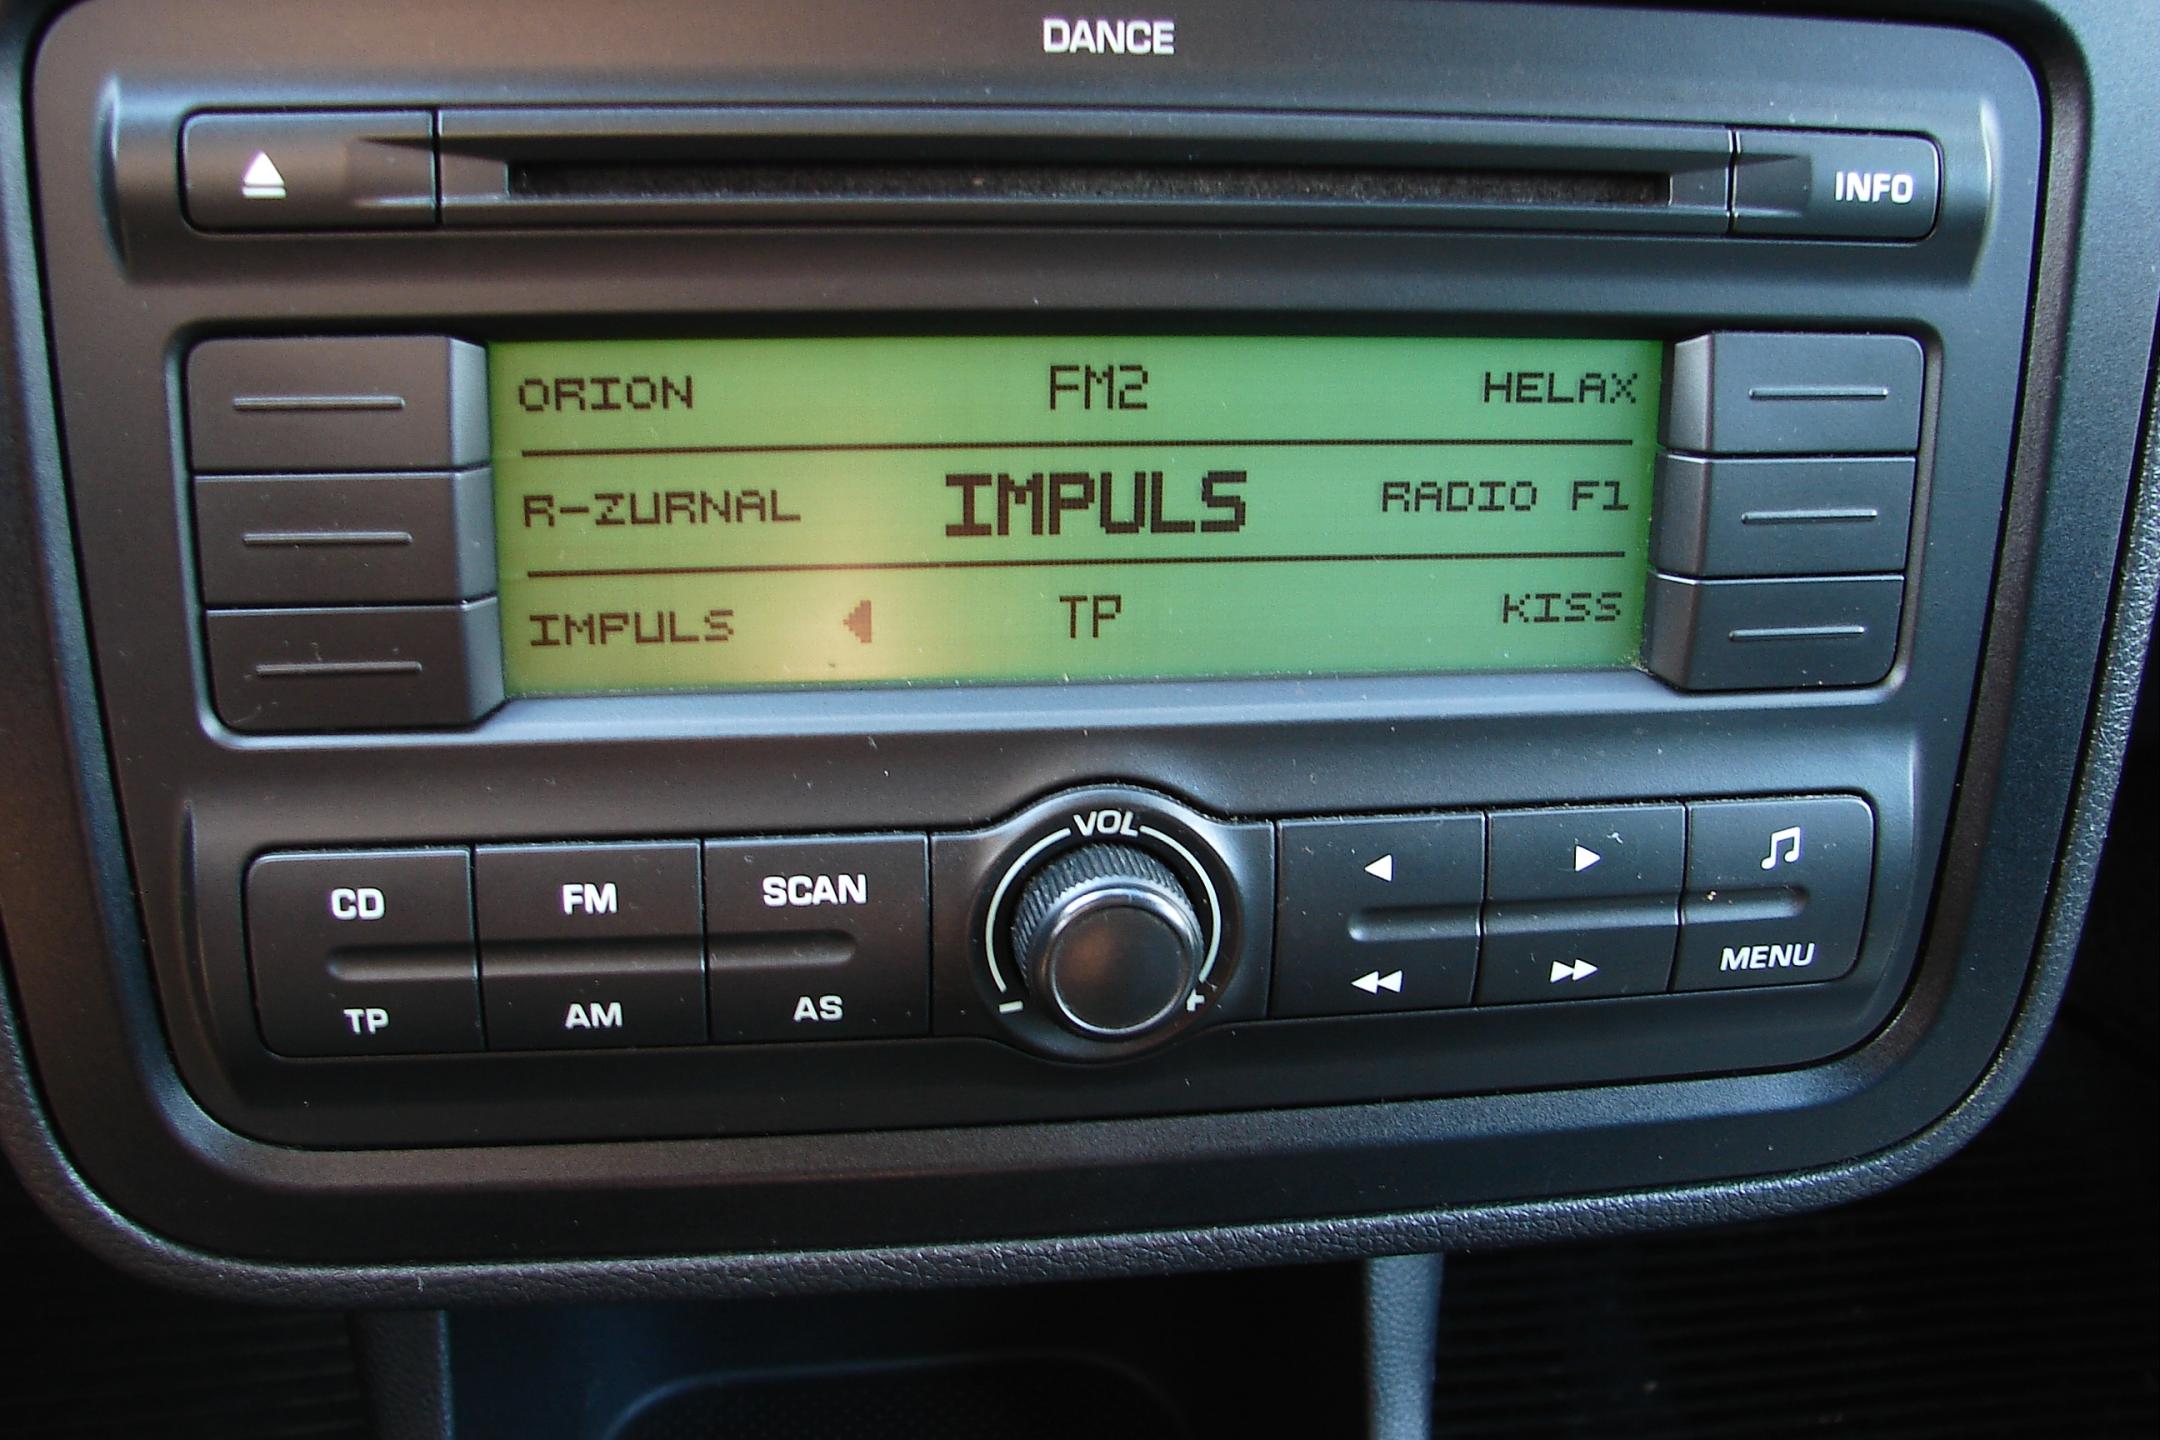 DANCE
INFO
ORION FM2 HELAX
R-ZURNAL IMPULS RADIO F1
IMPULS TP KISS
VOL
CD FM SCAN
TP AM AS
- +
MENU